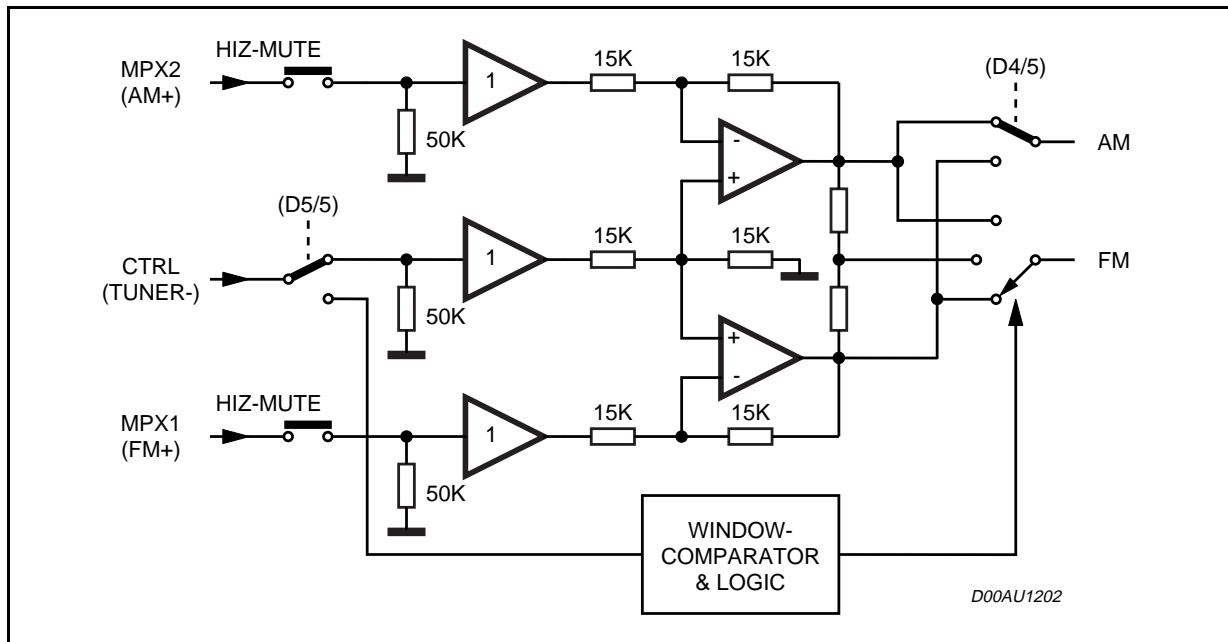 HIZ-MUTE
MPX2
(AM+)
50K
1
15K
15K
-
+
(D4/5)
AM
(D5/5)
CTRL
(TUNER-)
50K
1
15K
15K
FM
+
-
HIZ-MUTE
MPX1
(FM+)
50K
1
15K
15K
WINDOW-
COMPARATOR
& LOGIC
D00AU1202